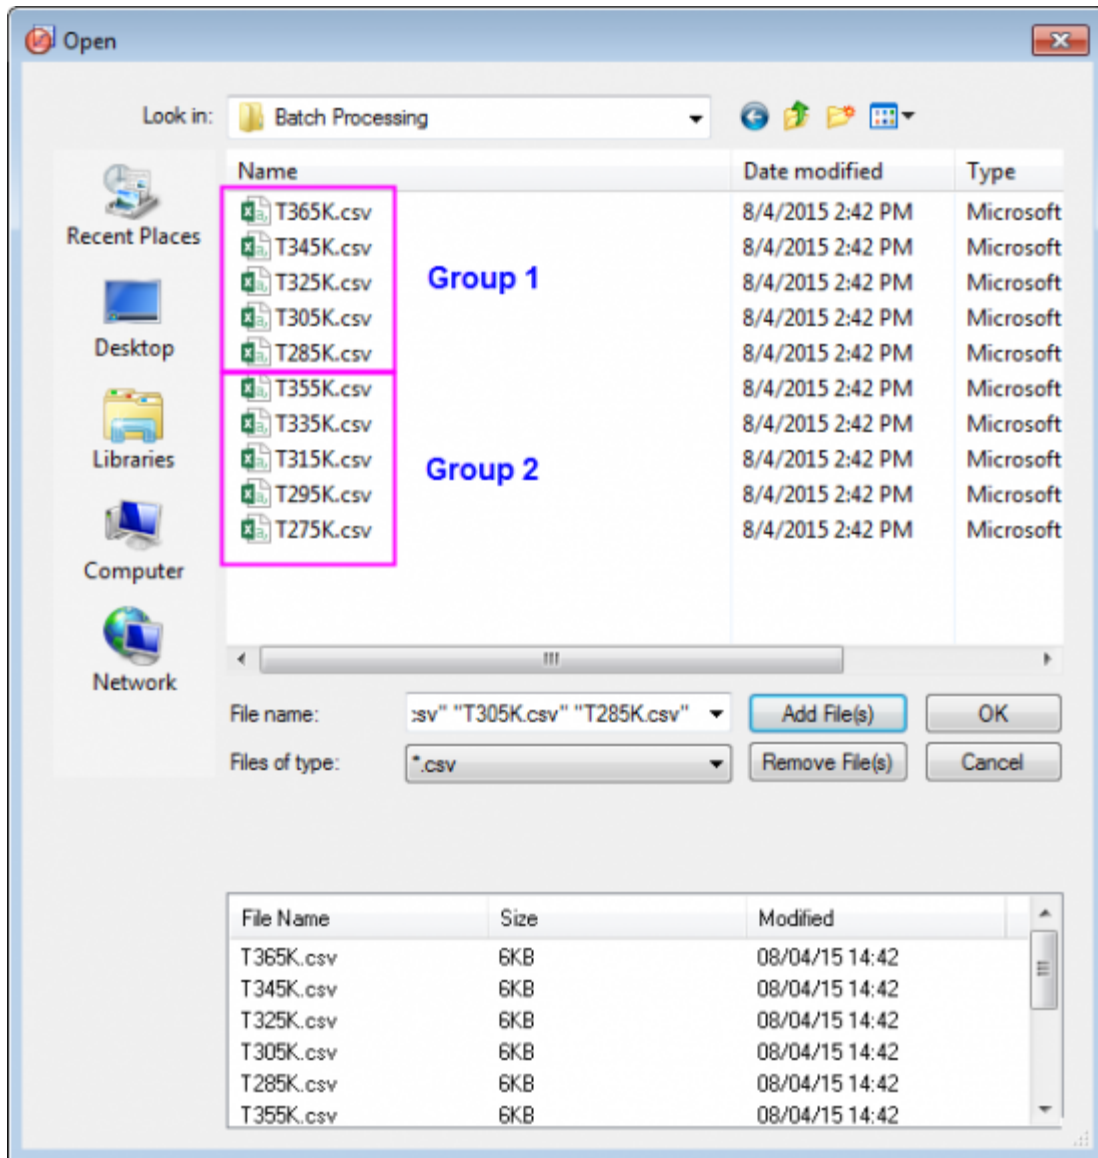 Open
Look in: Batch Processing
Name Date modified Type
T365K.csv 8/4/2015 2:42 PM Microsoft
T345K.csv 8/4/2015 2:42 PM Microsoft
T325K.csv 8/4/2015 2:42 PM Microsoft
Group 1
T305K.csv 8/4/2015 2:42 PM Microsoft
T285K.csv 8/4/2015 2:42 PM Microsoft
T355K.csv 8/4/2015 2:42 PM Microsoft
T335K.csv 8/4/2015 2:42 PM Microsoft
T315K.csv 8/4/2015 2:42 PM Microsoft
Group 2
T295K.csv 8/4/2015 2:42 PM Microsoft
T275K.csv 8/4/2015 2:42 PM Microsoft
Recent Places
Desktop
Libraries
Computer
Network
File name: :sv" "T305K.csv" "T285K.csv" Add File(s) OK
Files of type: *.csv Remove File(s) Cancel
File Name Size Modified
T365K.csv 6KB 08/04/15 14:42
T345K.csv 6KB 08/04/15 14:42
T325K.csv 6KB 08/04/15 14:42
T305K.csv 6KB 08/04/15 14:42
T285K.csv 6KB 08/04/15 14:42
T355K.csv 6KB 08/04/15 14:42